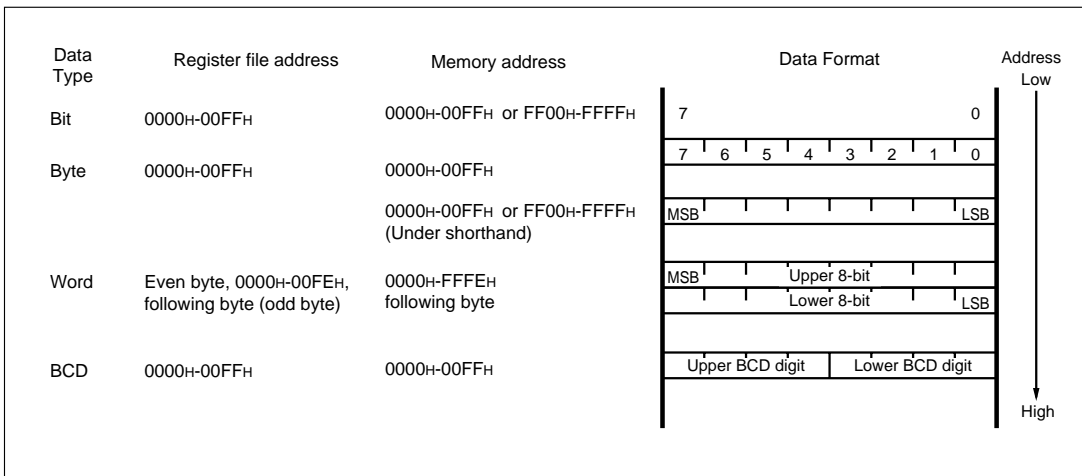 Data Type Register file address Memory address Data Format Address
Low
Bit 0000H-00FFH 0000H-00FFH or FF00H-FFFFH 7 0
7 6 5 4 3 2 1 0
Byte 0000H-00FFH 0000H-00FFH
0000H-00FFH or FF00H-FFFFH
(Under shorthand)
MSB LSB
Word Even byte, 0000H-00FEH, 0000H-FFFEH MSB Upper 8-bit
following byte (odd byte) following byte Lower 8-bit LSB
BCD 0000H-00FFH 0000H-00FFH Upper BCD digit Lower BCD digit
High